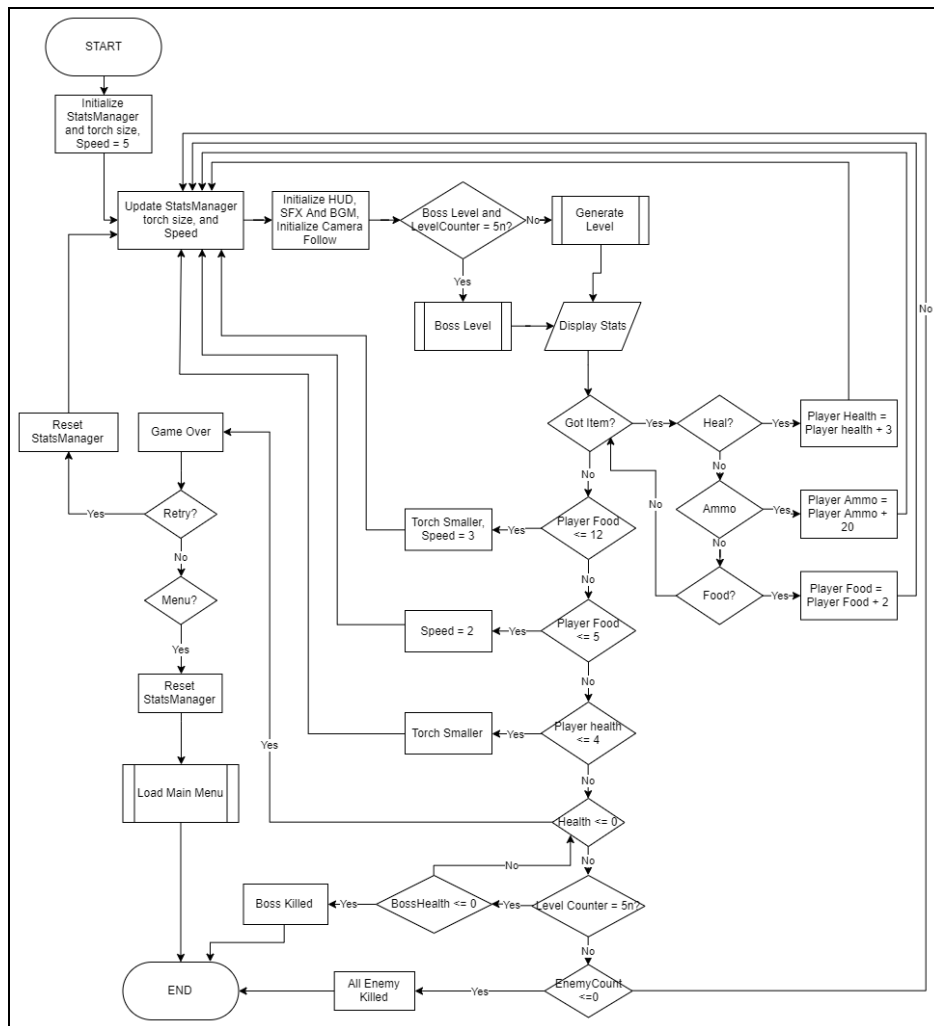 START
Initialize
StatsManager
and torch size,
Speed = 5
Update StatsManager
torch size, and
Speed
Initialize HUD,
SFX And BGM,
Initialize Camera
Follow
Boss Level and
LevelCounter = 5n?
No
Generate
Level
Yes
Boss Level
Display Stats
No
Got Item?
Yes
Heal?
Yes
Player Health =
Player health + 3
No
No
Ammo
Yes
Player Ammo =
Player Ammo +
20
No
No
Food?
Yes
Player Food =
Player Food + 2
Reset
StatsManager
Game Over
Yes
Retry?
No
Menu?
Yes
Reset
StatsManager
Load Main Menu
Torch Smaller,
Speed = 3
Yes
Player Food
<= 12
No
Speed = 2
Yes
Player Food
<= 5
No
Torch Smaller
Yes
Player health
<= 4
No
Yes
Health <= 0
No
No
Boss Killed
Yes
BossHealth <= 0
Yes
Level Counter = 5n?
No
END
All Enemy
Killed
Yes
EnemyCount
<=0